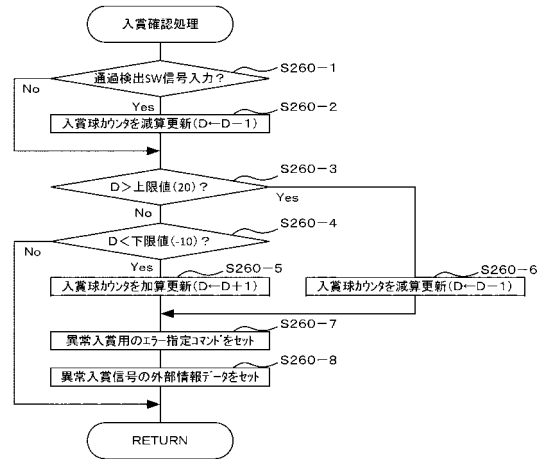 入賞確認処理
通過検出SW信号入力？
S260-1
No
Yes
S260-2
入賞球カウンタを減算更新(D←D-1)
S260-3
D＞上限値(20)？
Yes
No
S260-4
D＜下限値(-10)？
No
Yes
S260-5
入賞球カウンタを加算更新(D←D+1)
S260-6
入賞球カウンタを減算更新(D←D-1)
S260-7
異常入賞用のエラー指定コマンドをセット
S260-8
異常入賞信号の外部情報データをセット
RETURN